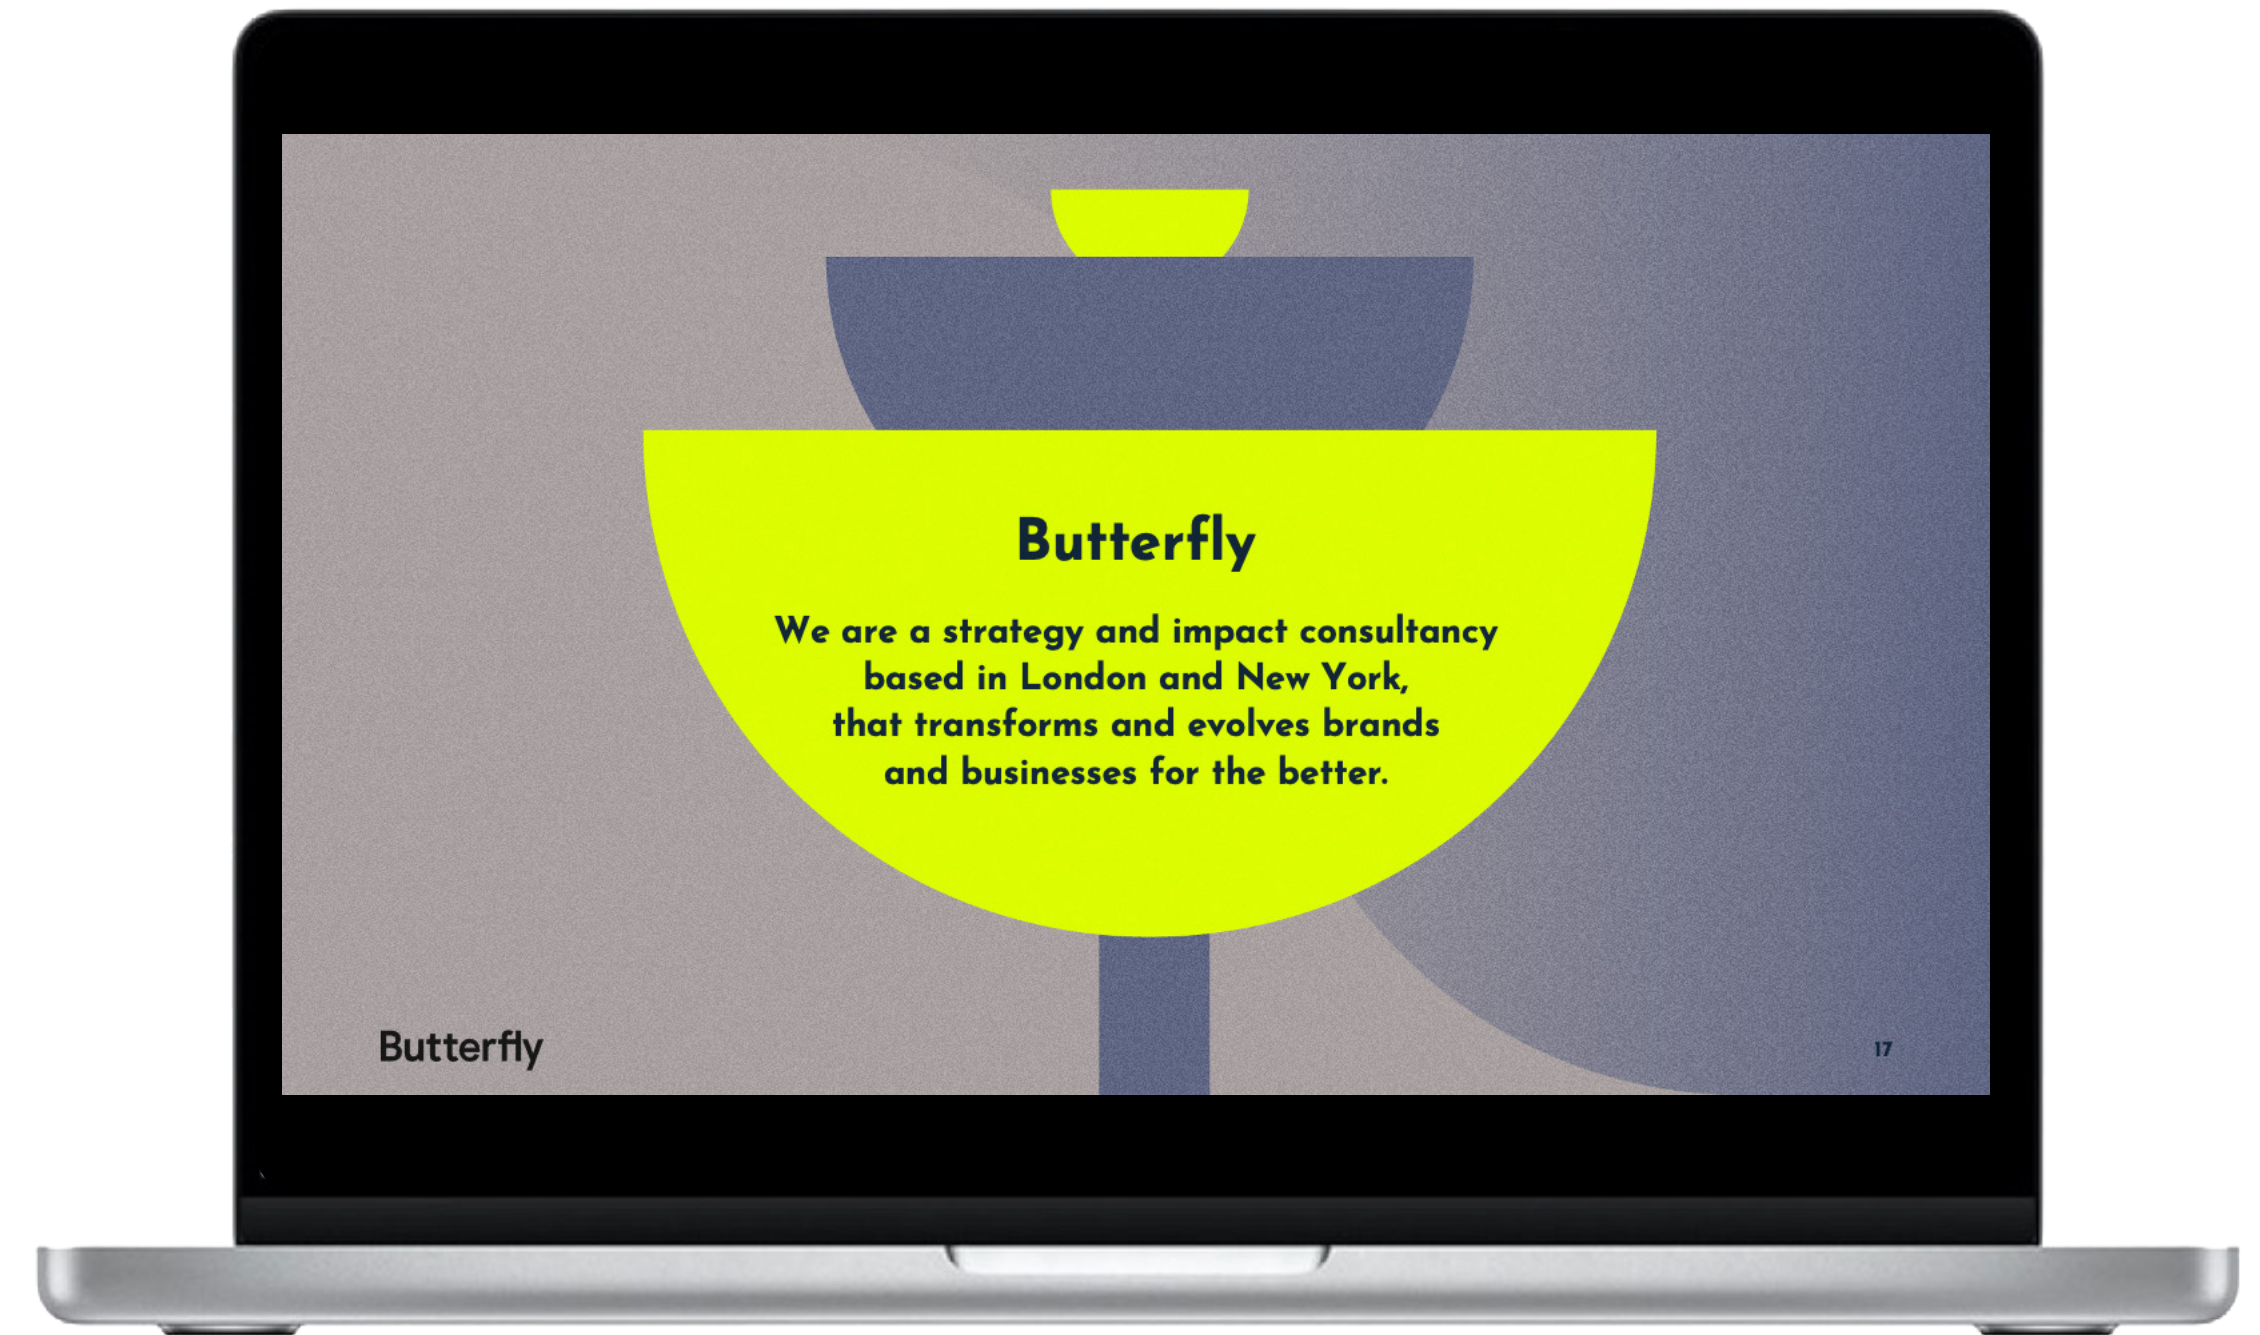 Butterfly
We are a strategy and impact consultancy
based in London and New York,
that transforms and evolves brands
and businesses for the better.
Butterfly
17